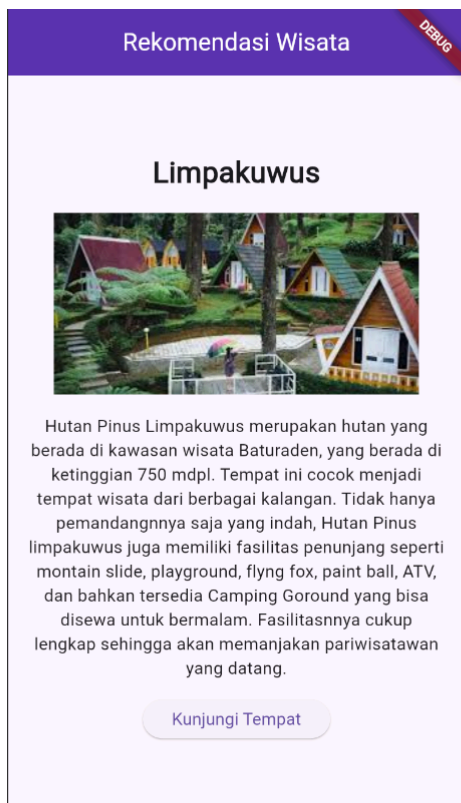 Rekomendasi Wisata
DEBUG
Limpakuwus
Hutan Pinus Limpakuwus merupakan hutan yang
berada di kawasan wisata Baturaden, yang berada di
ketinggian 750 mdpl. Tempat ini cocok menjadi
tempat wisata dari berbagai kalangan. Tidak hanya
pemandangnnya saja yang indah, Hutan Pinus
limpakuwus juga memiliki fasilitas penunjang seperti
montain slide, playground, flyng fox, paint ball, ATV,
dan bahkan tersedia Camping Goround yang bisa
disewa untuk bermalam. Fasilitasnnya cukup
lengkap sehingga akan memanjakan pariwisatawan
yang datang.
Kunjungi Tempat